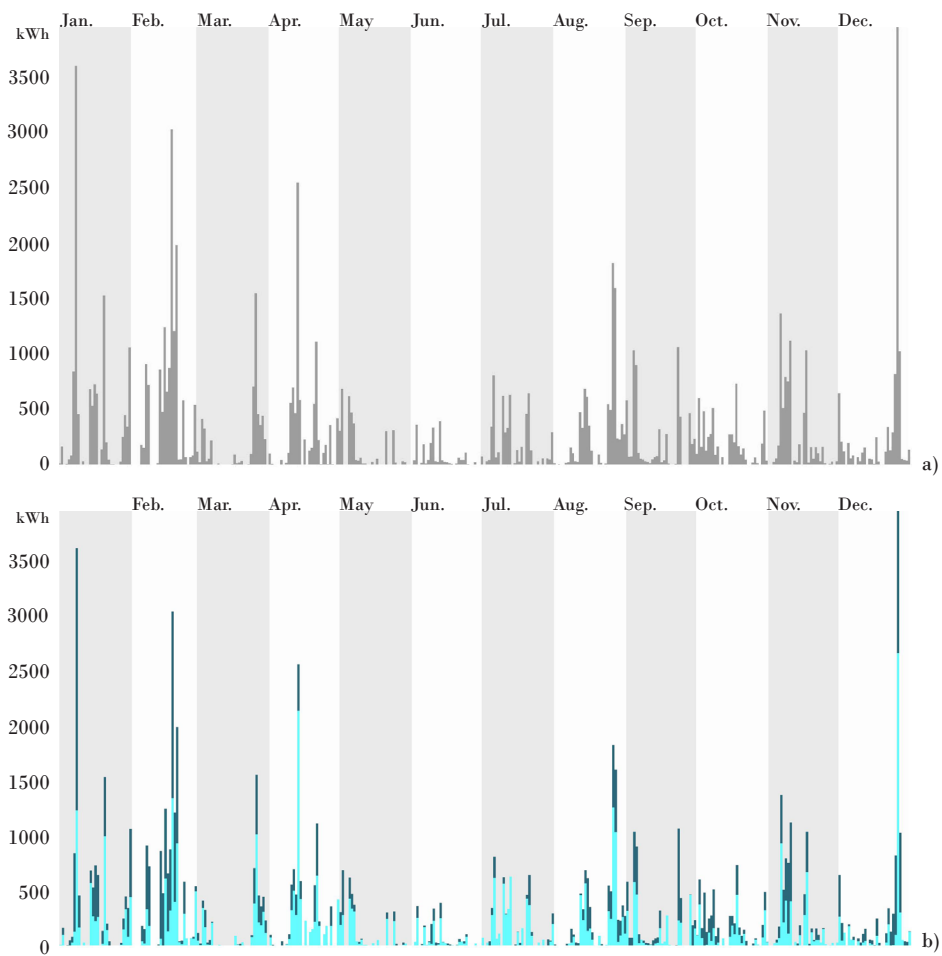 Jan. Feb. Mar. Apr. May Jun. Jul. Aug. Sep. Oct. Nov. Dec.
kWh
3500
3000
2500
2000
1500
1000
500
0
a)
Feb. Mar. Apr. May Jun. Jul. Aug. Sep. Oct. Nov. Dec.
kWh
3500
3000
2500
2000
1500
1000
500
0
b)